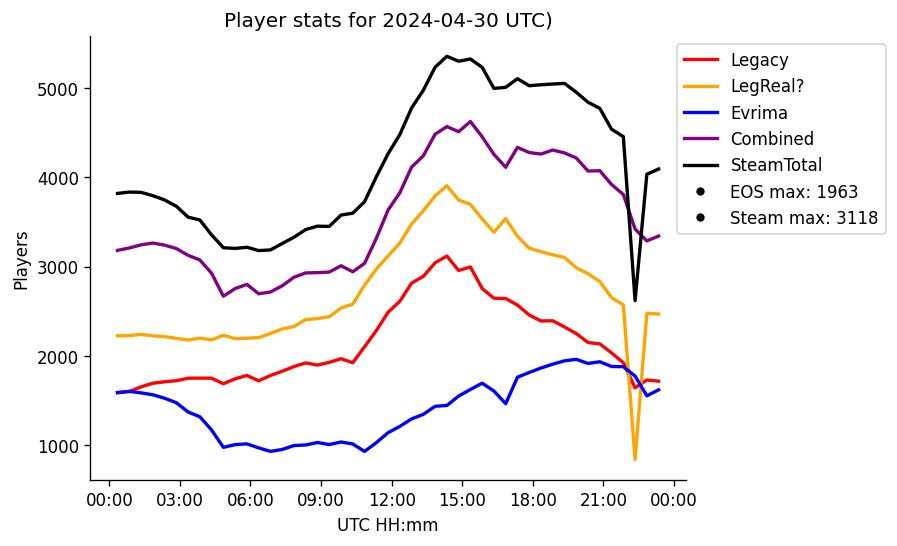 Player stats for 2024-04-30 UTC)
Legacy
LegReal?
Evrima
Combined
SteamTotal
EOS max: 1963
Steam max: 3118
Players
5000
4000
3000
2000
1000
00:00 03:00 06:00 09:00 12:00 15:00 18:00 21:00 00:00
UTC HH:mm